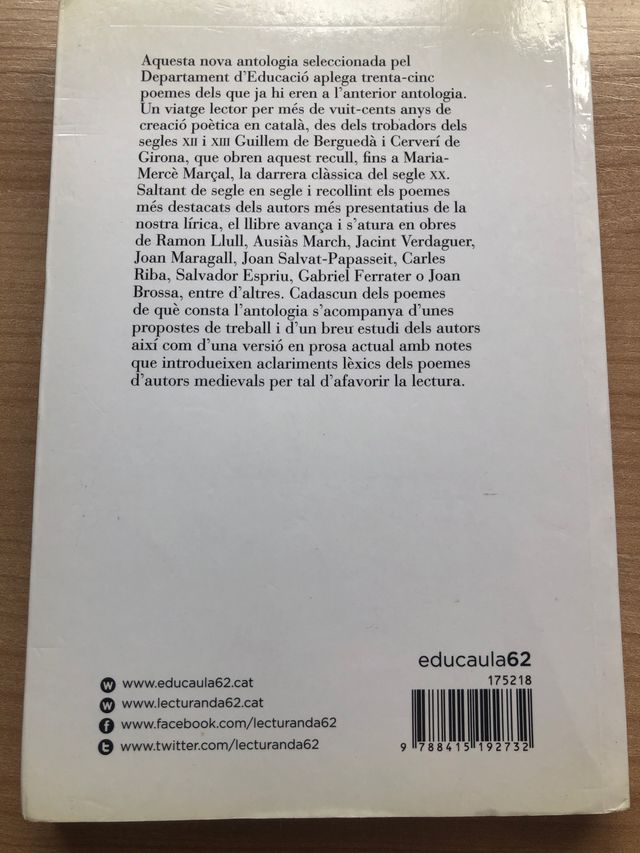 Aquesta nova antologia seleccionada pel
Departament d'Educació aplega trenta-cinc
poemes dels que ja hi eren a l'anterior antologia.
Un viatge lector per més de vuit-cents anys de
creació poètica en català, des dels trobadors dels
segles XII i XIII Guillem de Berguedà i Cerverí de
Girona, que obren aquest recull, fins a Maria-
Mercè Marçal, la darrera clàssica del segle XX.
Saltant de segle en segle i recollint els poemes
més destacats dels autors més presentatius de la
nostra lírica, el llibre avança i s'atura en obres
de Ramon Llull, Ausiàs March, Jacint Verdaguer,
Joan Maragall, Joan Salvat-Papasseit, Carles
Riba, Salvador Espriu, Gabriel Ferrater o Joan
Brossa, entre d'altres. Cadascun dels poemes
de què consta l'antologia s'acompanya d'unes
propostes de treball i d'un breu estudi dels autors
així com d'una versió en prosa actual amb notes
que introdueixen aclariments lèxics dels poemes
d'autors medievals per tal d'afavorir la lectura.
educaula62
175218
9 788415 192732
www.educaula62.cat
www.lecturanda62.cat
www.facebook.com/lecturanda62
www.twitter.com/lecturanda62